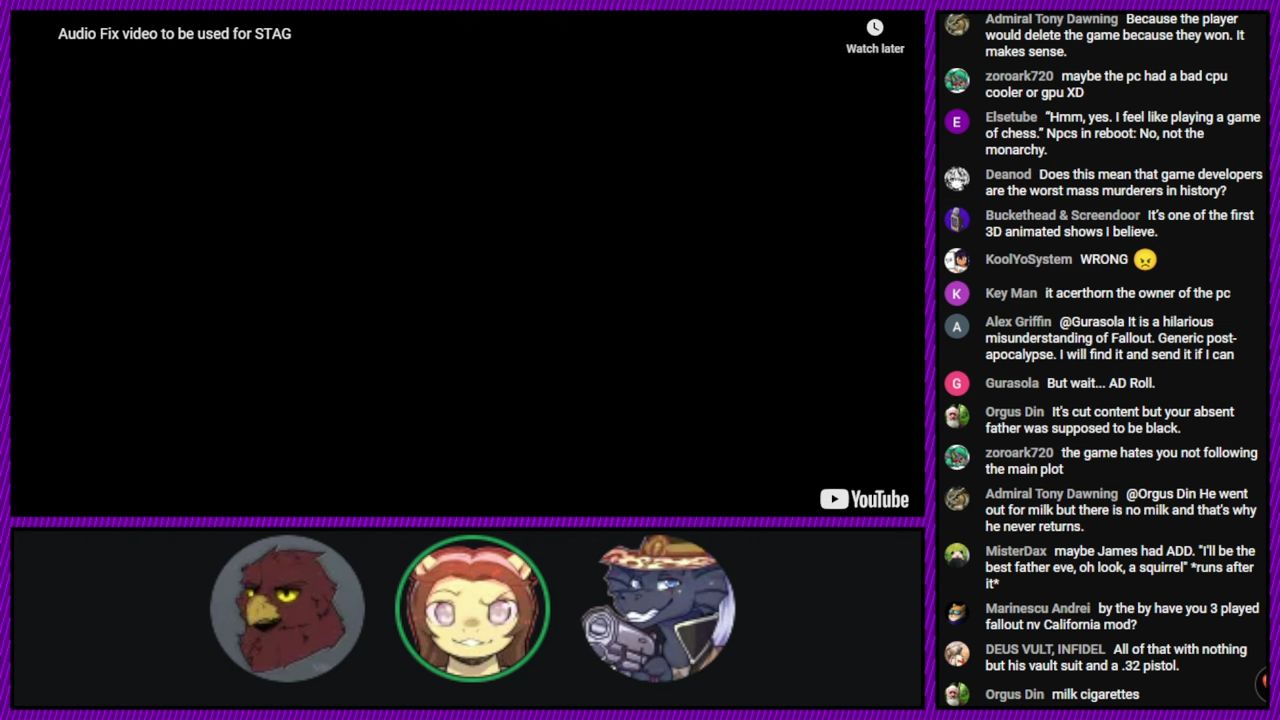 Audio Fix video to be used for STAG
Watch later
YouTube
Admiral Tony Dawning Because the player
would delete the game because they won. It
makes sense.
zoroark720 maybe the pc had a bad cpu
cooler or gpu XD
E
Elsetube “Hmm, yes. I feel like playing a game
of chess.” Npcs in reboot: No, not the
monarchy.
Deanod Does this mean that game developers
are the worst mass murderers in history?
Buckethead & Screendoor It's one of the first
3D animated shows I believe.
KoolYoSystem WRONG 😠
K
Key Man it acerthorn the owner of the pc
A
Alex Griffin @Gurasola It is a hilarious
misunderstanding of Fallout. Generic post-
apocalypse. I will find it and send it if I can
G
Gurasola But wait... AD Roll.
Orgus Din It's cut content but your absent
father was supposed to be black.
zoroark720 the game hates you not following
the main plot
Admiral Tony Dawning @Orgus Din He went
out for milk but there is no milk and that's why
he never returns.
MisterDax maybe James had ADD. "I'll be the
best father eve, oh look, a squirrel" *runs after
it*
Marinescu Andrei by the by have you 3 played
fallout nv California mod?
DEUS VULT, INFIDEL All of that with nothing
but his vault suit and a .32 pistol.
Orgus Din milk cigarettes